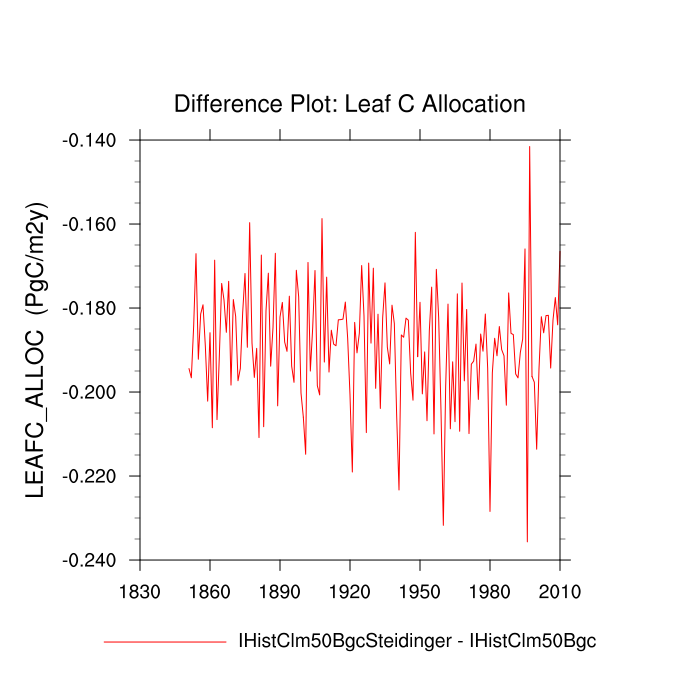 Difference Plot: Leaf C Allocation
LEAFC_ALLOC (PgC/m2y)
-0.140
-0.160
-0.180
-0.200
-0.220
-0.240
1830 1860 1890 1920 1950 1980 2010
IHistClm50BgcSteidinger - IHistClm50Bgc